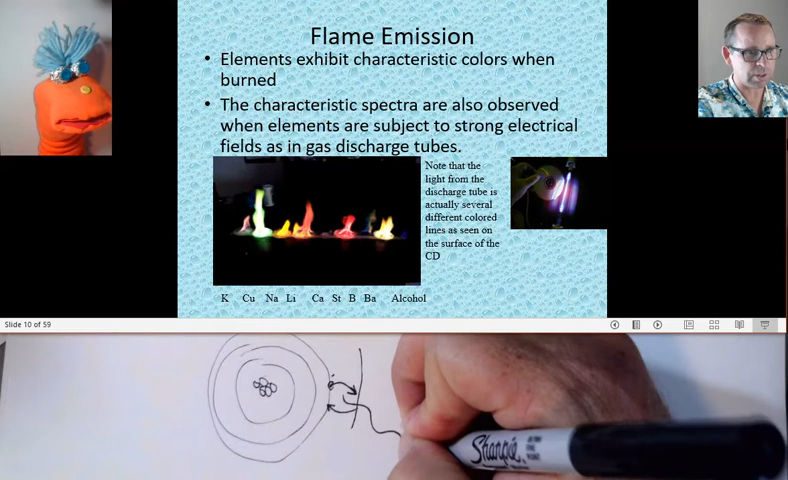 Flame Emission
• Elements exhibit characteristic colors when
burned
• The characteristic spectra are also observed
when elements are subject to strong electrical
fields as in gas discharge tubes.
Note that the
light from the
discharge tube is
actually several
different colored
lines as seen on
the surface of the
CD
K Cu Na Li Ca St B Ba Alcohol
Slide 10 of 59
Sharpie